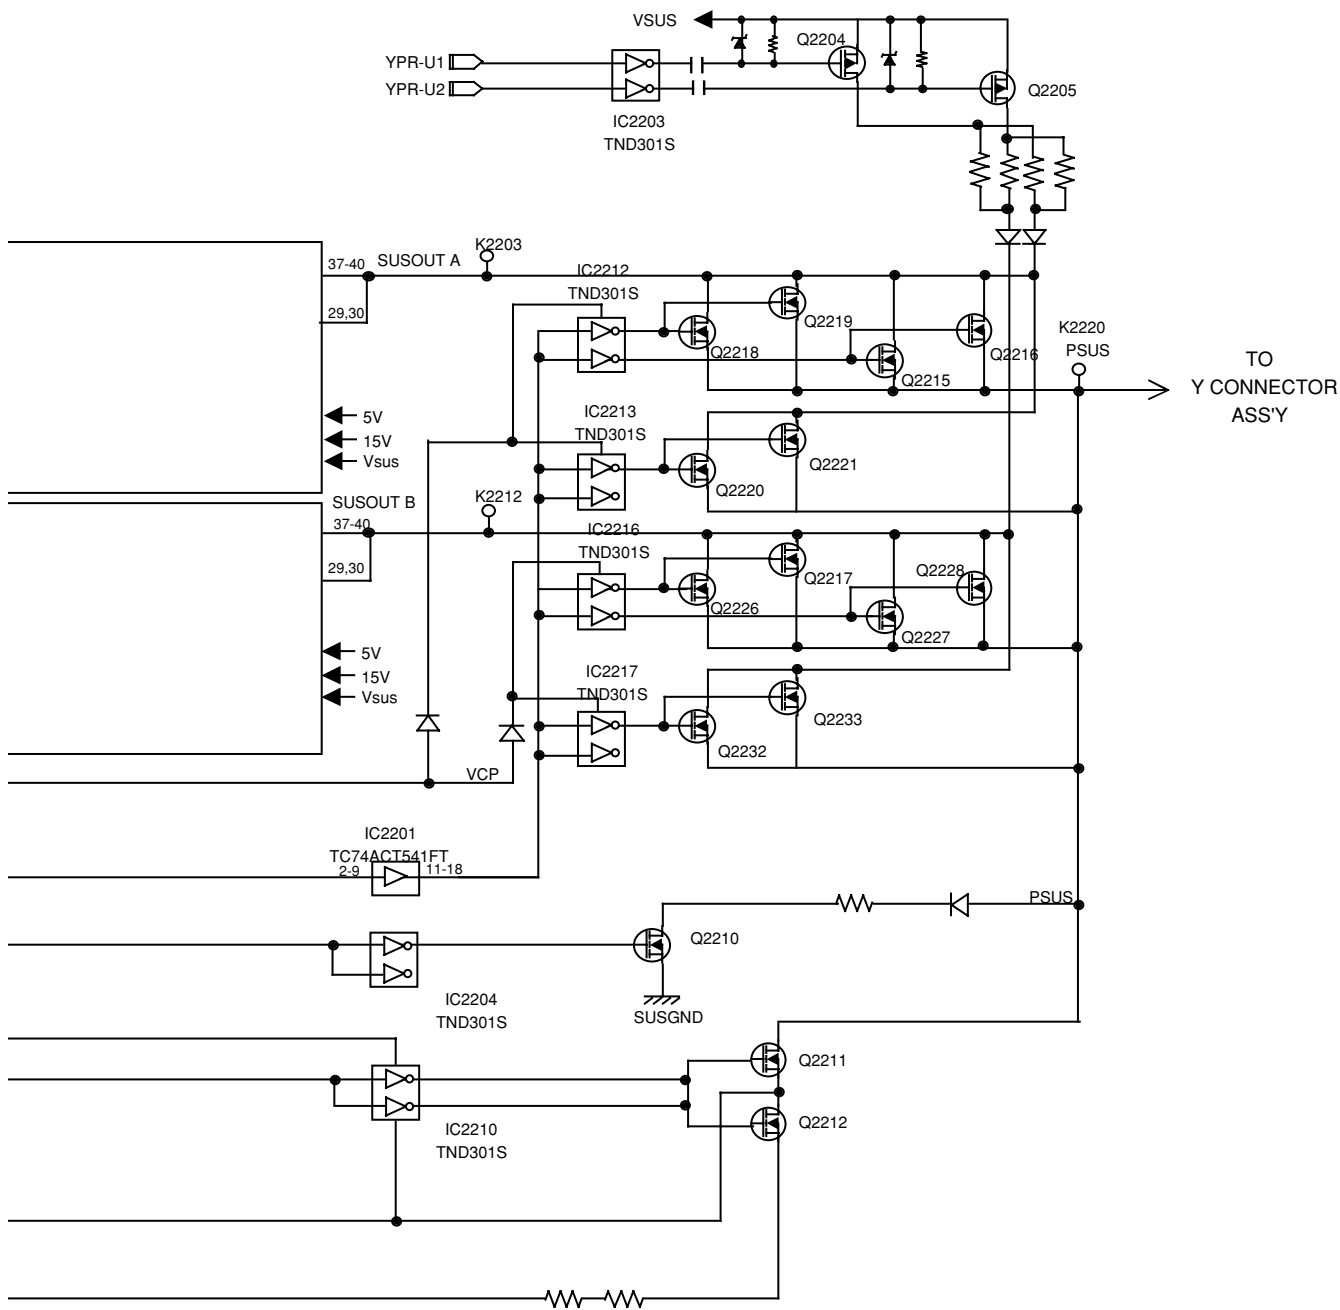 VSUS
Q2204
YPR-U1
YPR-U2
Q2205
IC2203
TND301S
37-40
SUSOUT A
K2203
29,30
IC2212
TND301S
Q2219
Q2218
Q2216
Q2215
K2220
PSUS
TO
Y CONNECTOR
ASS'Y
5V
15V
Vsus
IC2213
TND301S
Q2221
Q2220
SUSOUT B
37-40
K2212
29,30
IC2216
TND301S
Q2217
Q2228
Q2226
Q2227
5V
15V
Vsus
IC2217
TND301S
Q2233
Q2232
VCP
IC2201
TC74ACT541FT
2-9
11-18
PSUS
Q2210
IC2204
TND301S
SUSGND
Q2211
Q2212
IC2210
TND301S